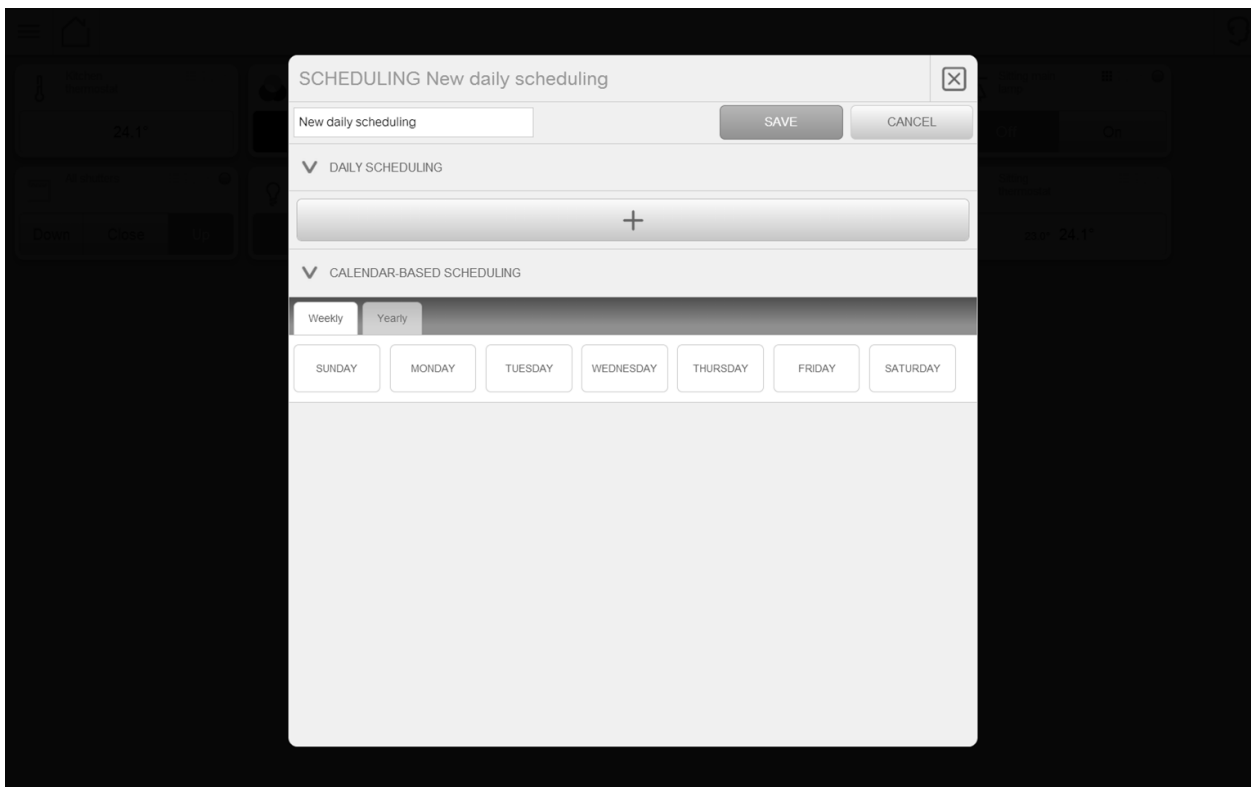 SCHEDULING New daily scheduling
New daily scheduling
SAVE
CANCEL
DAILY SCHEDULING
+
CALENDAR-BASED SCHEDULING
Weekly
Yearly
SUNDAY
MONDAY
TUESDAY
WEDNESDAY
THURSDAY
FRIDAY
SATURDAY
24.1°
On
Down
Close
Up
24.1°